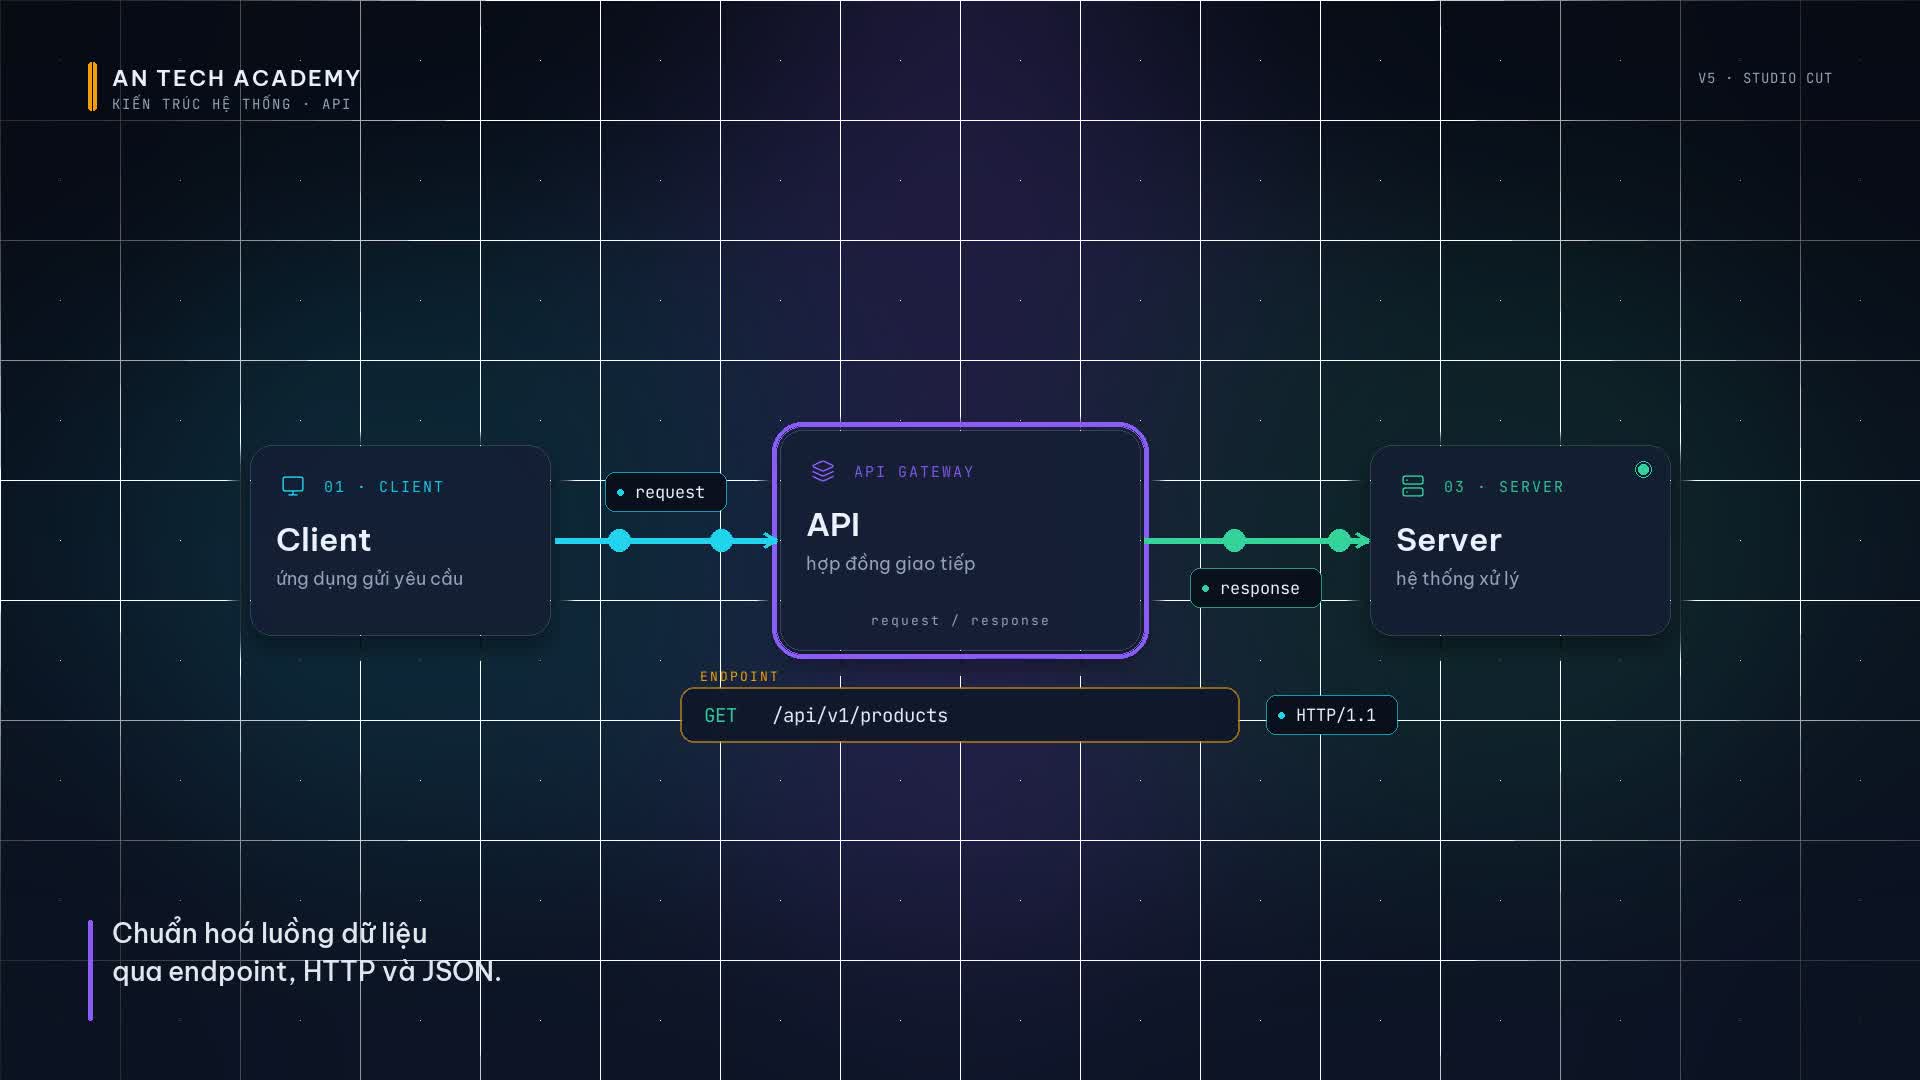 AN TECH ACADEMY
KIẾN TRÚC HỆ THỐNG · API
V5 · STUDIO CUT
01 · CLIENT
Client
ứng dụng gửi yêu cầu
request
API GATEWAY
API
hợp đồng giao tiếp
request / response
response
03 · SERVER
Server
hệ thống xử lý
ENDPOINT
GET /api/v1/products
HTTP/1.1
Chuẩn hoá luồng dữ liệu
qua endpoint, HTTP và JSON.